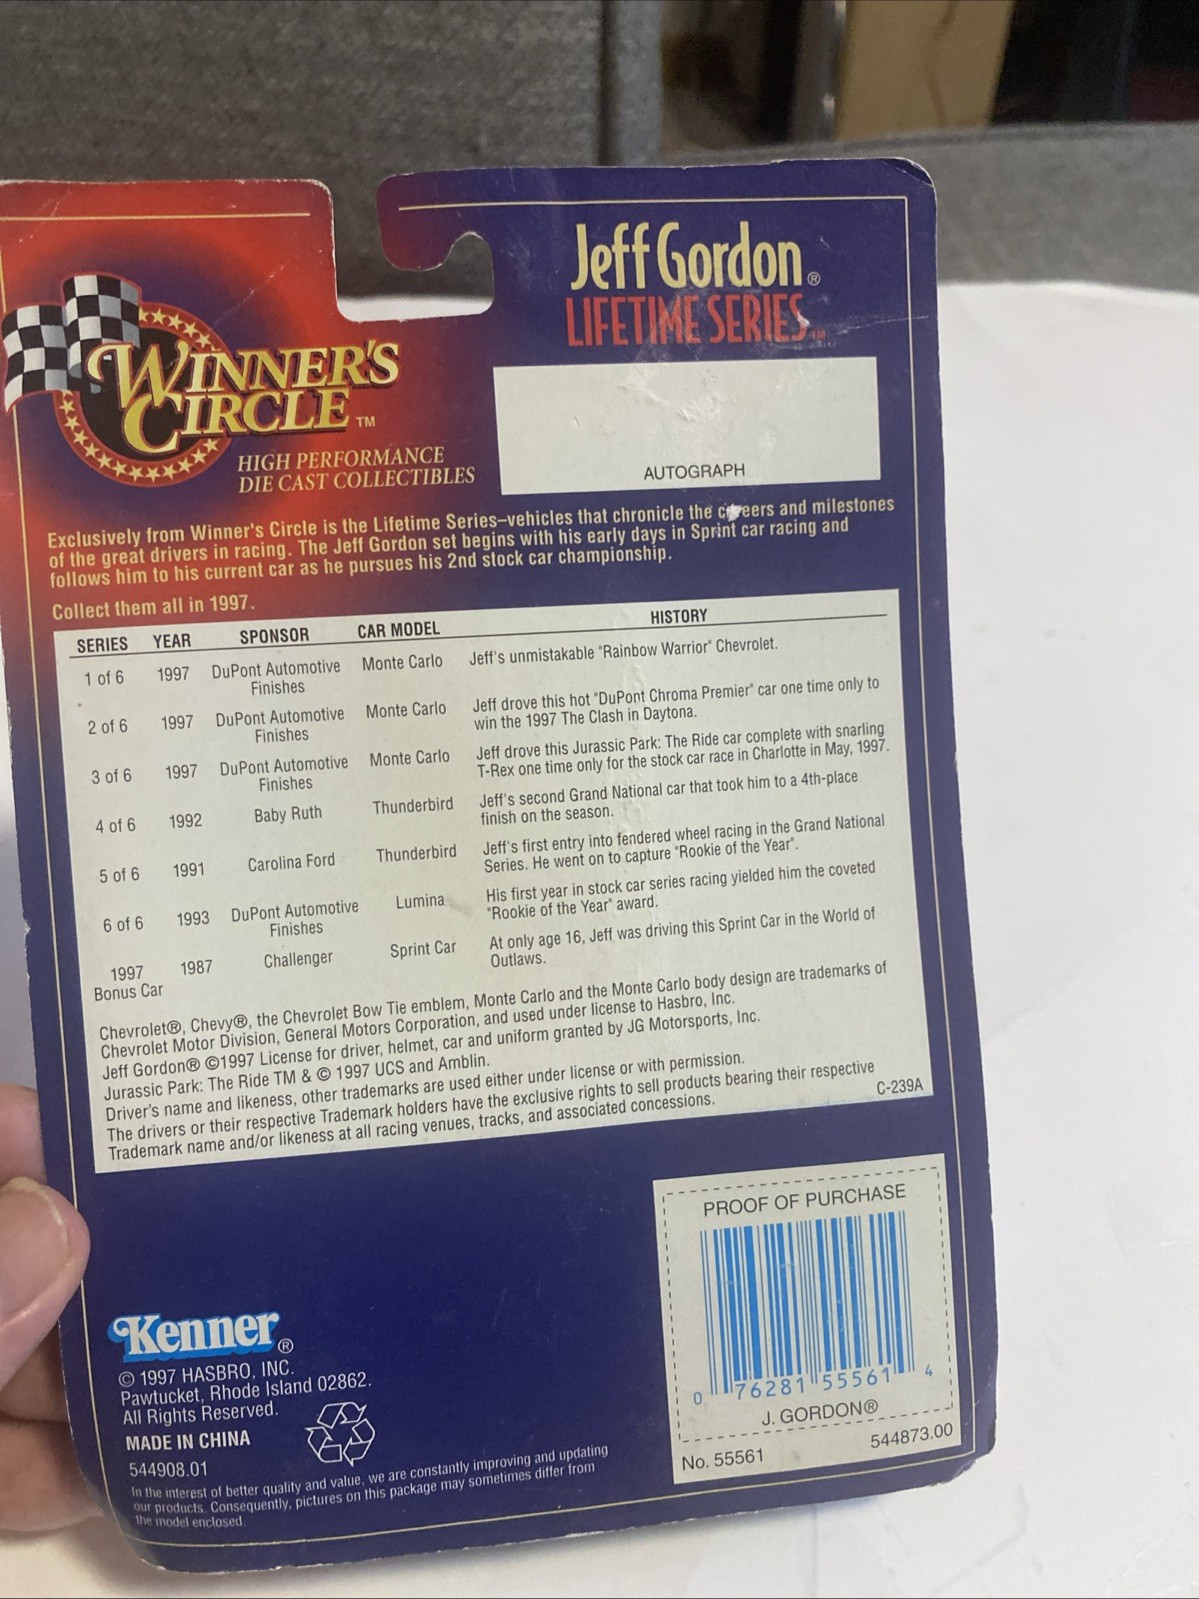 Jeff Gordon®
LIFETIME SERIES™
WINNER'S
CIRCLE™
HIGH PERFORMANCE
DIE CAST COLLECTIBLES
AUTOGRAPH
Exclusively from Winner's Circle is the Lifetime Series–vehicles that chronicle the careers and milestones
of the great drivers in racing. The Jeff Gordon set begins with his early days in Sprint car racing and
follows him to his current car as he pursues his 2nd stock car championship.
Collect them all in 1997.
SERIES YEAR SPONSOR CAR MODEL HISTORY
1 of 6 1997 DuPont Automotive Monte Carlo Jeff's unmistakable "Rainbow Warrior" Chevrolet.
Finishes
2 of 6 1997 DuPont Automotive Monte Carlo Jeff drove this hot "DuPont Chroma Premier" car one time only to
Finishes win the 1997 The Clash in Daytona.
3 of 6 1997 DuPont Automotive Monte Carlo Jeff drove this Jurassic Park: The Ride car complete with snarling
Finishes T-Rex one time only for the stock car race in Charlotte in May, 1997.
4 of 6 1992 Baby Ruth Thunderbird Jeff's second Grand National car that took him to a 4th-place
finish on the season.
5 of 6 1991 Carolina Ford Thunderbird Jeff's first entry into fendered wheel racing in the Grand National
Series. He went on to capture "Rookie of the Year".
6 of 6 1993 DuPont Automotive Lumina His first year in stock car series racing yielded him the coveted
Finishes "Rookie of the Year" award.
1997 1987 Challenger Sprint Car At only age 16, Jeff was driving this Sprint Car in the World of
Bonus Car Outlaws.
Chevrolet®, Chevy®, the Chevrolet Bow Tie emblem, Monte Carlo and the Monte Carlo body design are trademarks of
Chevrolet Motor Division, General Motors Corporation, and used under license to Hasbro, Inc.
Jeff Gordon® ©1997 License for driver, helmet, car and uniform granted by JG Motorsports, Inc.
Jurassic Park: The Ride TM & © 1997 UCS and Amblin.
Driver's name and likeness, other trademarks are used either under license or with permission.
The drivers or their respective Trademark holders have the exclusive rights to sell products bearing their respective
Trademark name and/or likeness at all racing venues, tracks, and associated concessions.
C-239A
PROOF OF PURCHASE
0 76281 55561 4
J. GORDON®
No. 55561 544873.00
Kenner®
© 1997 HASBRO, INC.
Pawtucket, Rhode Island 02862.
All Rights Reserved.
MADE IN CHINA
544908.01
In the interest of better quality and value, we are constantly improving and updating
our products. Consequently, pictures on this package may sometimes differ from
the model enclosed.